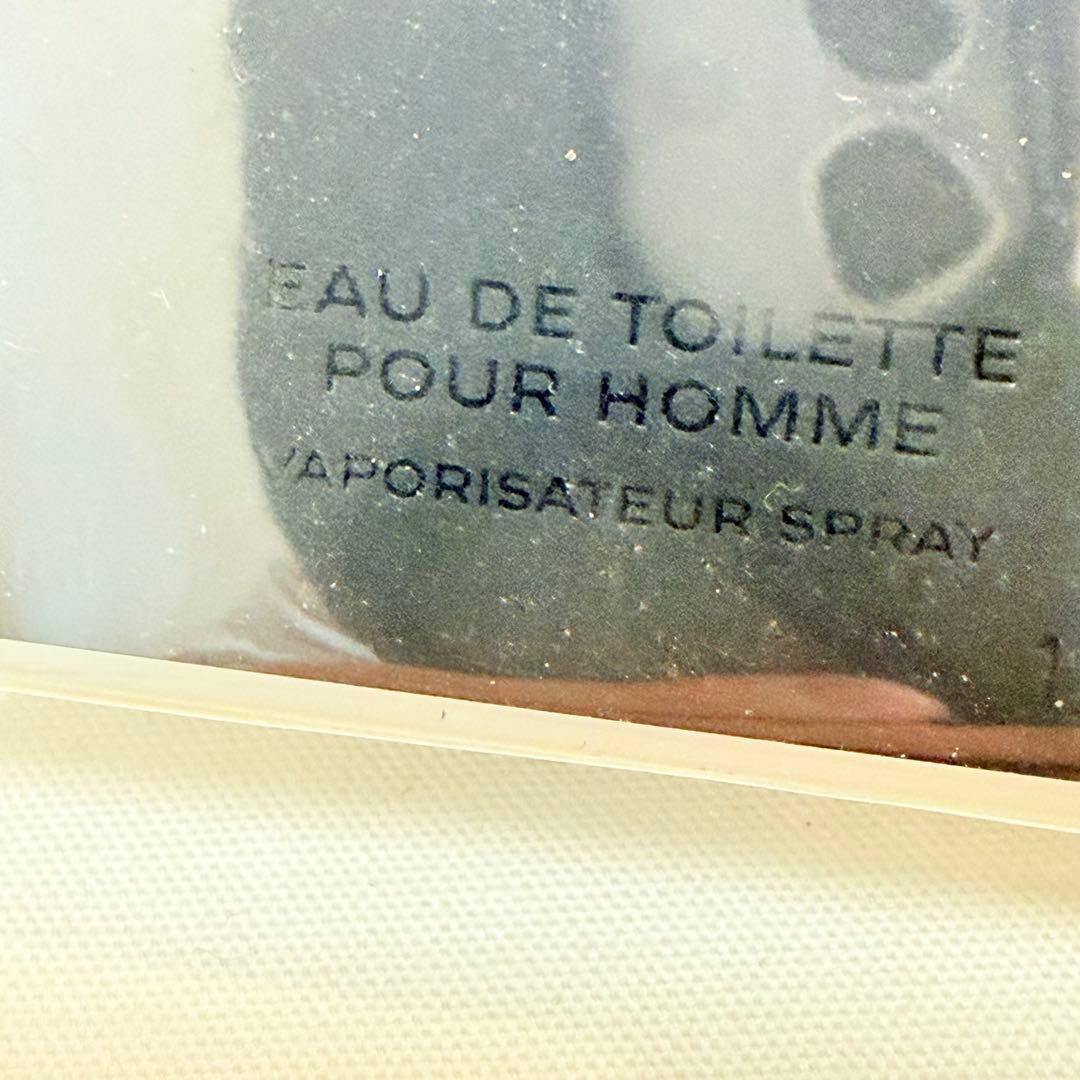 EAU DE TOILETTE
POUR HOMME
VAPORISATEUR SPRAY